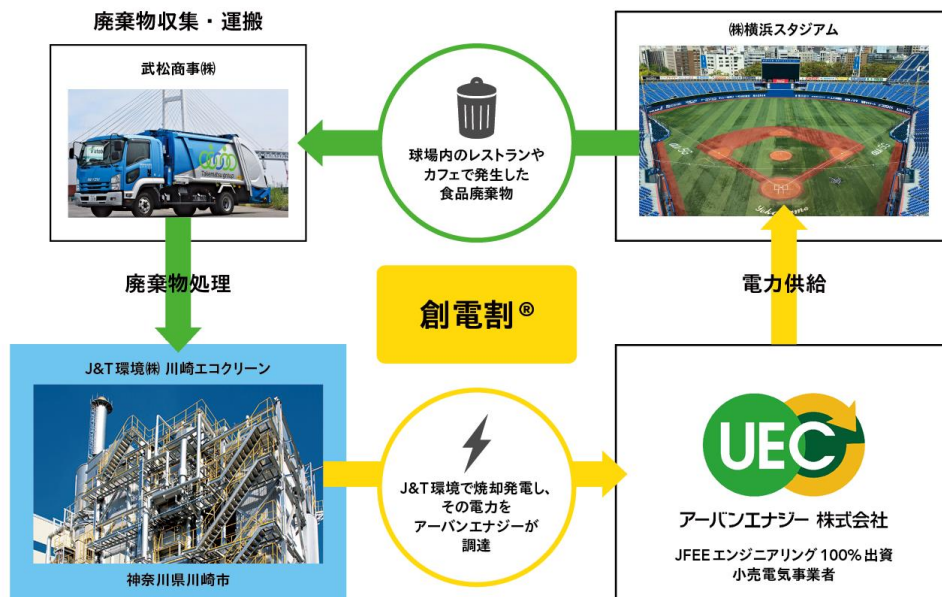 廃棄物収集・運搬
武松商事㈱
Takematsu group
㈱横浜スタジアム
Yokohama
球場内のレストランや
カフェで発生した
食品廃棄物
廃棄物処理
創電割®
電力供給
J&T環境㈱ 川崎エコクリーン
神奈川県川崎市
J&T環境で焼却発電し、
その電力を
アーバンエナジーが
調達
UEC
アーバンエナジー 株式会社
JFEEエンジニアリング100%出資
小売電気事業者